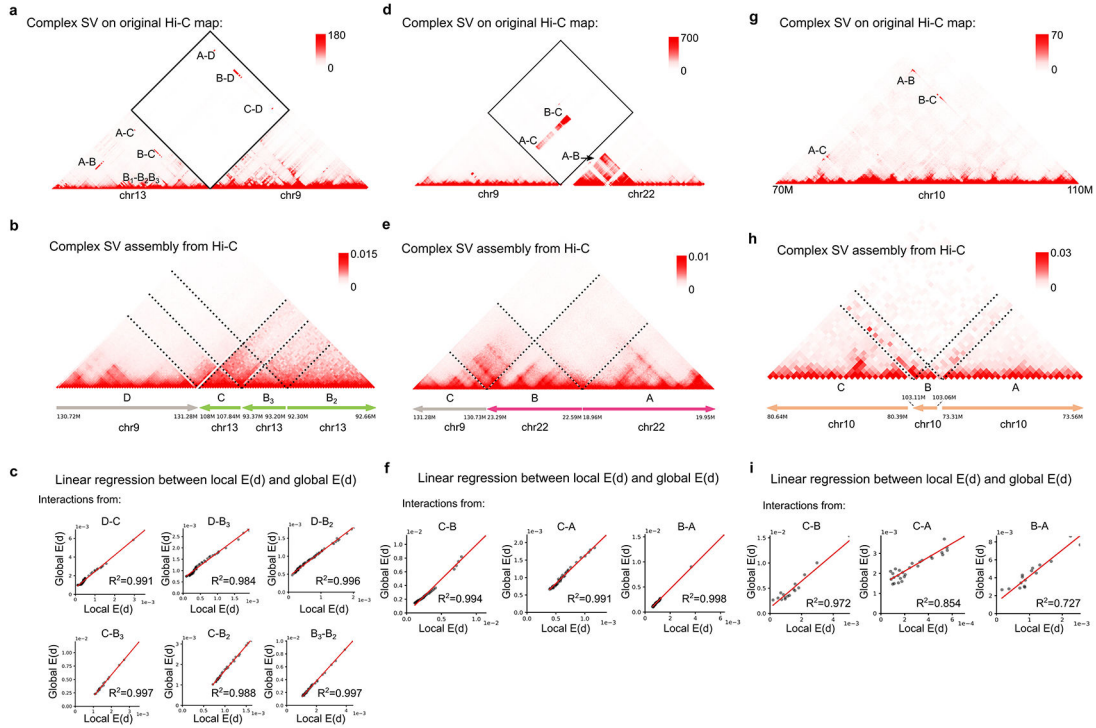 a
Complex SV on original Hi-C map:
180
0
A-D
B-D
C-D
A-C
A-B
B-C
B1-B2B3
chr13
chr9
b
Complex SV assembly from Hi-C
0.015
0
D
C
B3
B2
130.72M
131.28M
108M
107.84M
93.37M
93.20M
92.30M
92.66M
chr9
chr13
chr13
chr13
c
Linear regression between local E(d) and global E(d)
Interactions from:
D-C
D-B3
D-B2
Global E(d)
Local E(d)
R²=0.991
R²=0.984
R²=0.996
C-B3
C-B2
B3-B2
R²=0.997
R²=0.988
R²=0.997
d
Complex SV on original Hi-C map:
700
0
B-C
A-C
A-B
chr9
chr22
e
Complex SV assembly from Hi-C
0.01
0
C
B
A
131.28M
130.73M
23.29M
22.59M
18.96M
19.95M
chr9
chr22
chr22
f
Linear regression between local E(d) and global E(d)
Interactions from:
C-B
C-A
B-A
R²=0.994
R²=0.991
R²=0.998
g
Complex SV on original Hi-C map:
70
0
A-B
B-C
A-C
70M
chr10
110M
h
Complex SV assembly from Hi-C
0.03
0
C
B
A
103.11M
103.06M
80.64M
80.39M
73.31M
73.56M
chr10
chr10
chr10
i
Linear regression between local E(d) and global E(d)
Interactions from:
C-B
C-A
B-A
R²=0.972
R²=0.854
R²=0.727